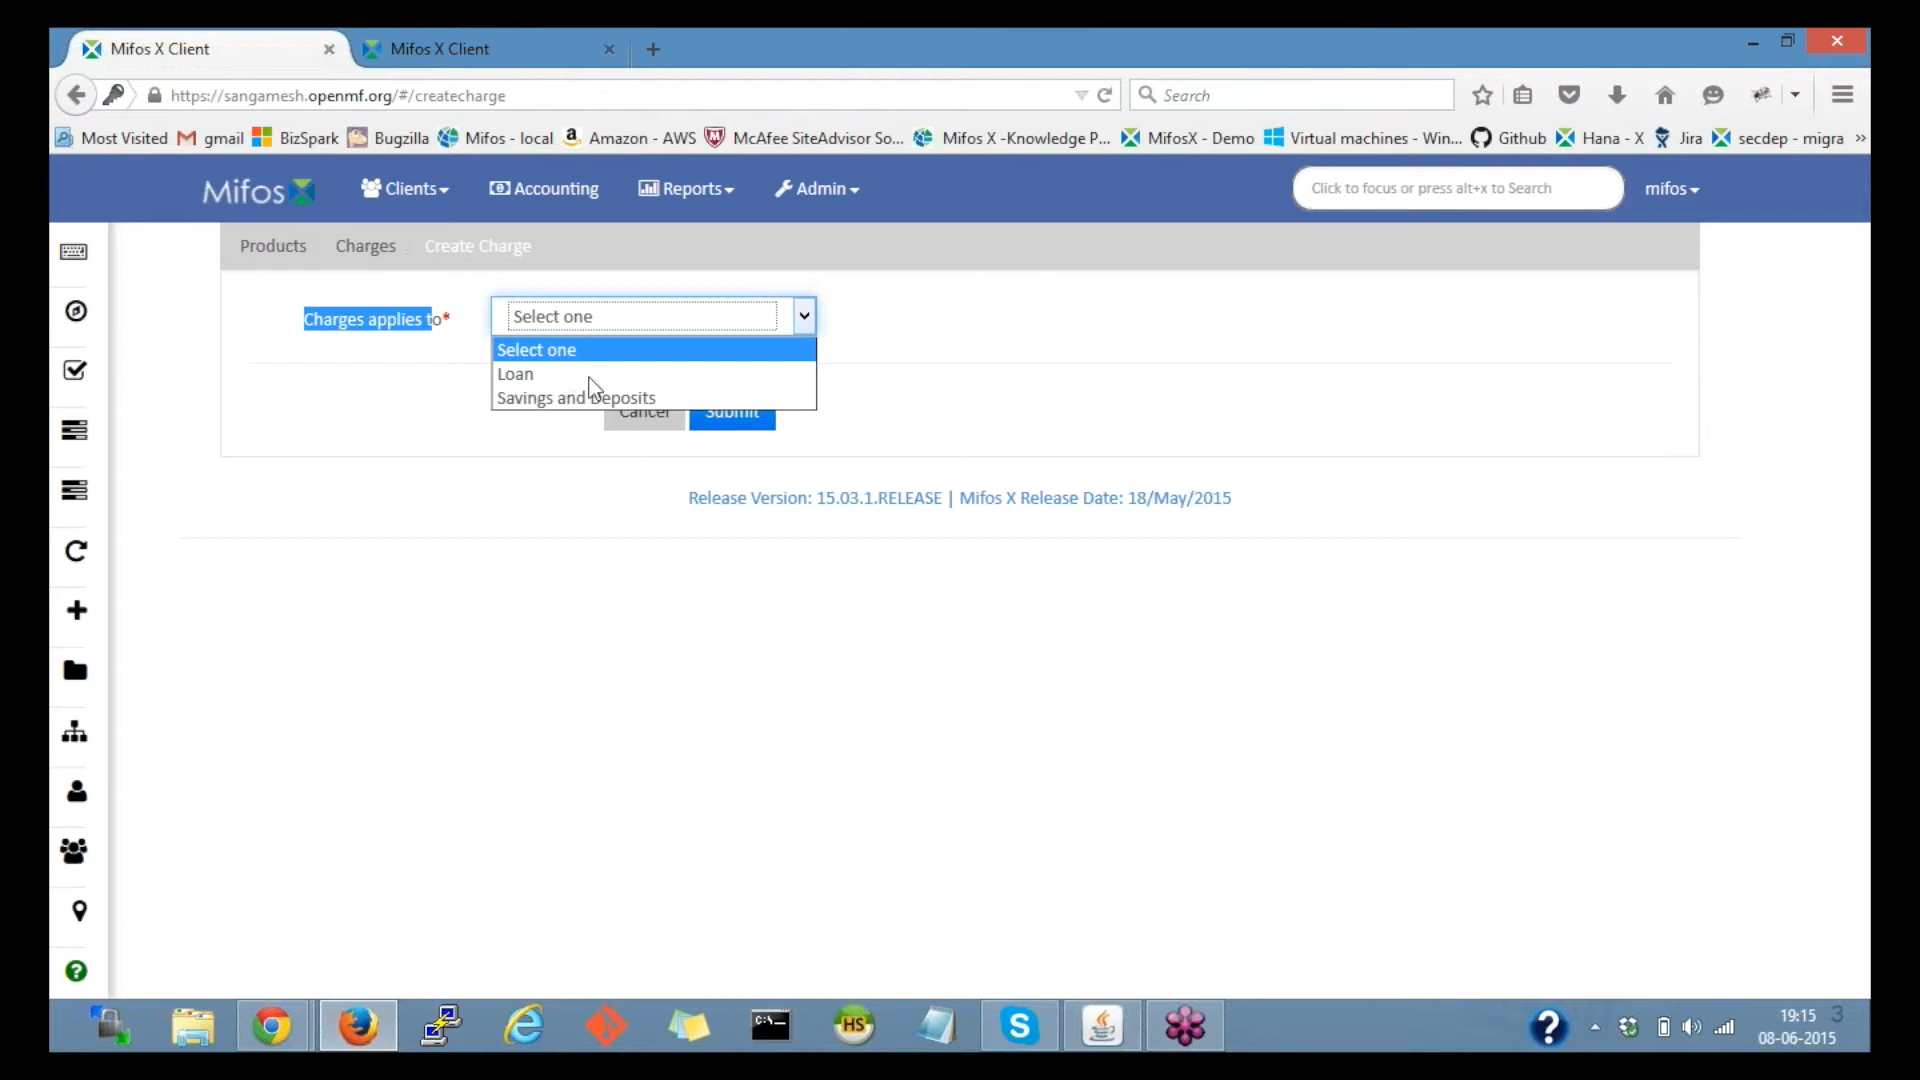 Mifos X Client
Mifos X Client
https://sangamesh.openmf.org/#/createcharge
Search
Most Visited
gmail
BizSpark
Bugzilla
Mifos - local
Amazon - AWS
McAfee SiteAdvisor So...
Mifos X -Knowledge P...
MifosX - Demo
Virtual machines - Win...
Github
Hana - X
Jira
secdep - migra
Mifos
Clients
Accounting
Reports
Admin
Click to focus or press alt+x to Search
mifos
Products
Charges
Create Charge
Charges applies to*
Select one
Select one
Loan
Savings and Deposits
Cancel
Submit
Release Version: 15.03.1.RELEASE | Mifos X Release Date: 18/May/2015
C:\
HS
S
19:15
3
08-06-2015